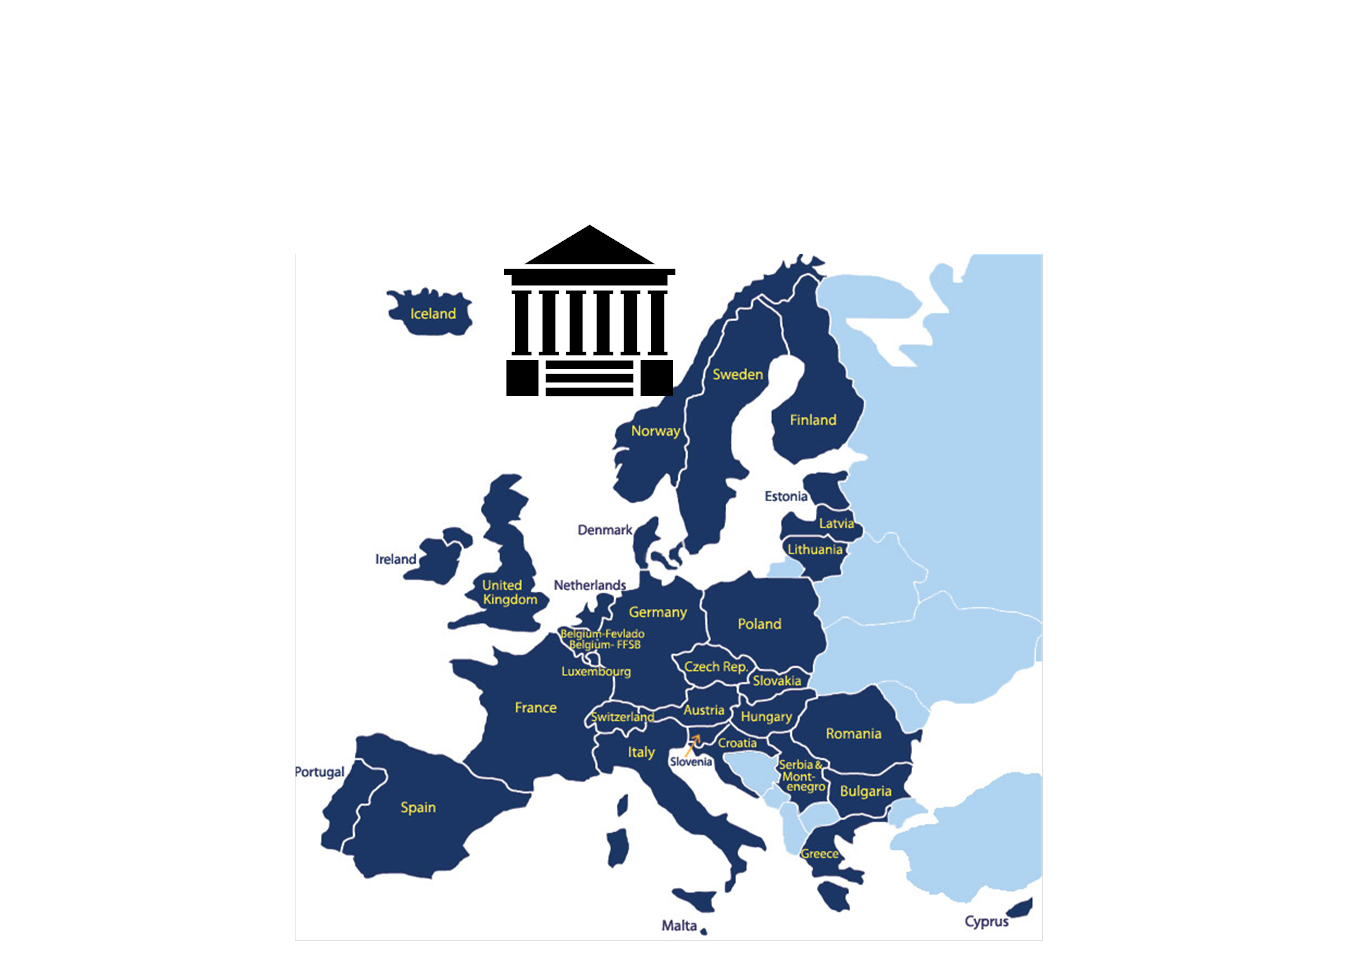 Iceland
Sweden
Finland
Norway
Estonia
Latvia
Denmark
Lithuania
Ireland
United
Kingdom
Netherlands
Germany
Poland
Belgium-Fevlado
Belgium- FFSB
Luxembourg
Czech Rep.
Slovakia
France
Switzerland
Austria
Hungary
Romania
Italy
Slovenia
Croatia
Serbia &
Mont-
enegro
Bulgaria
Portugal
Spain
Greece
Malta
Cyprus